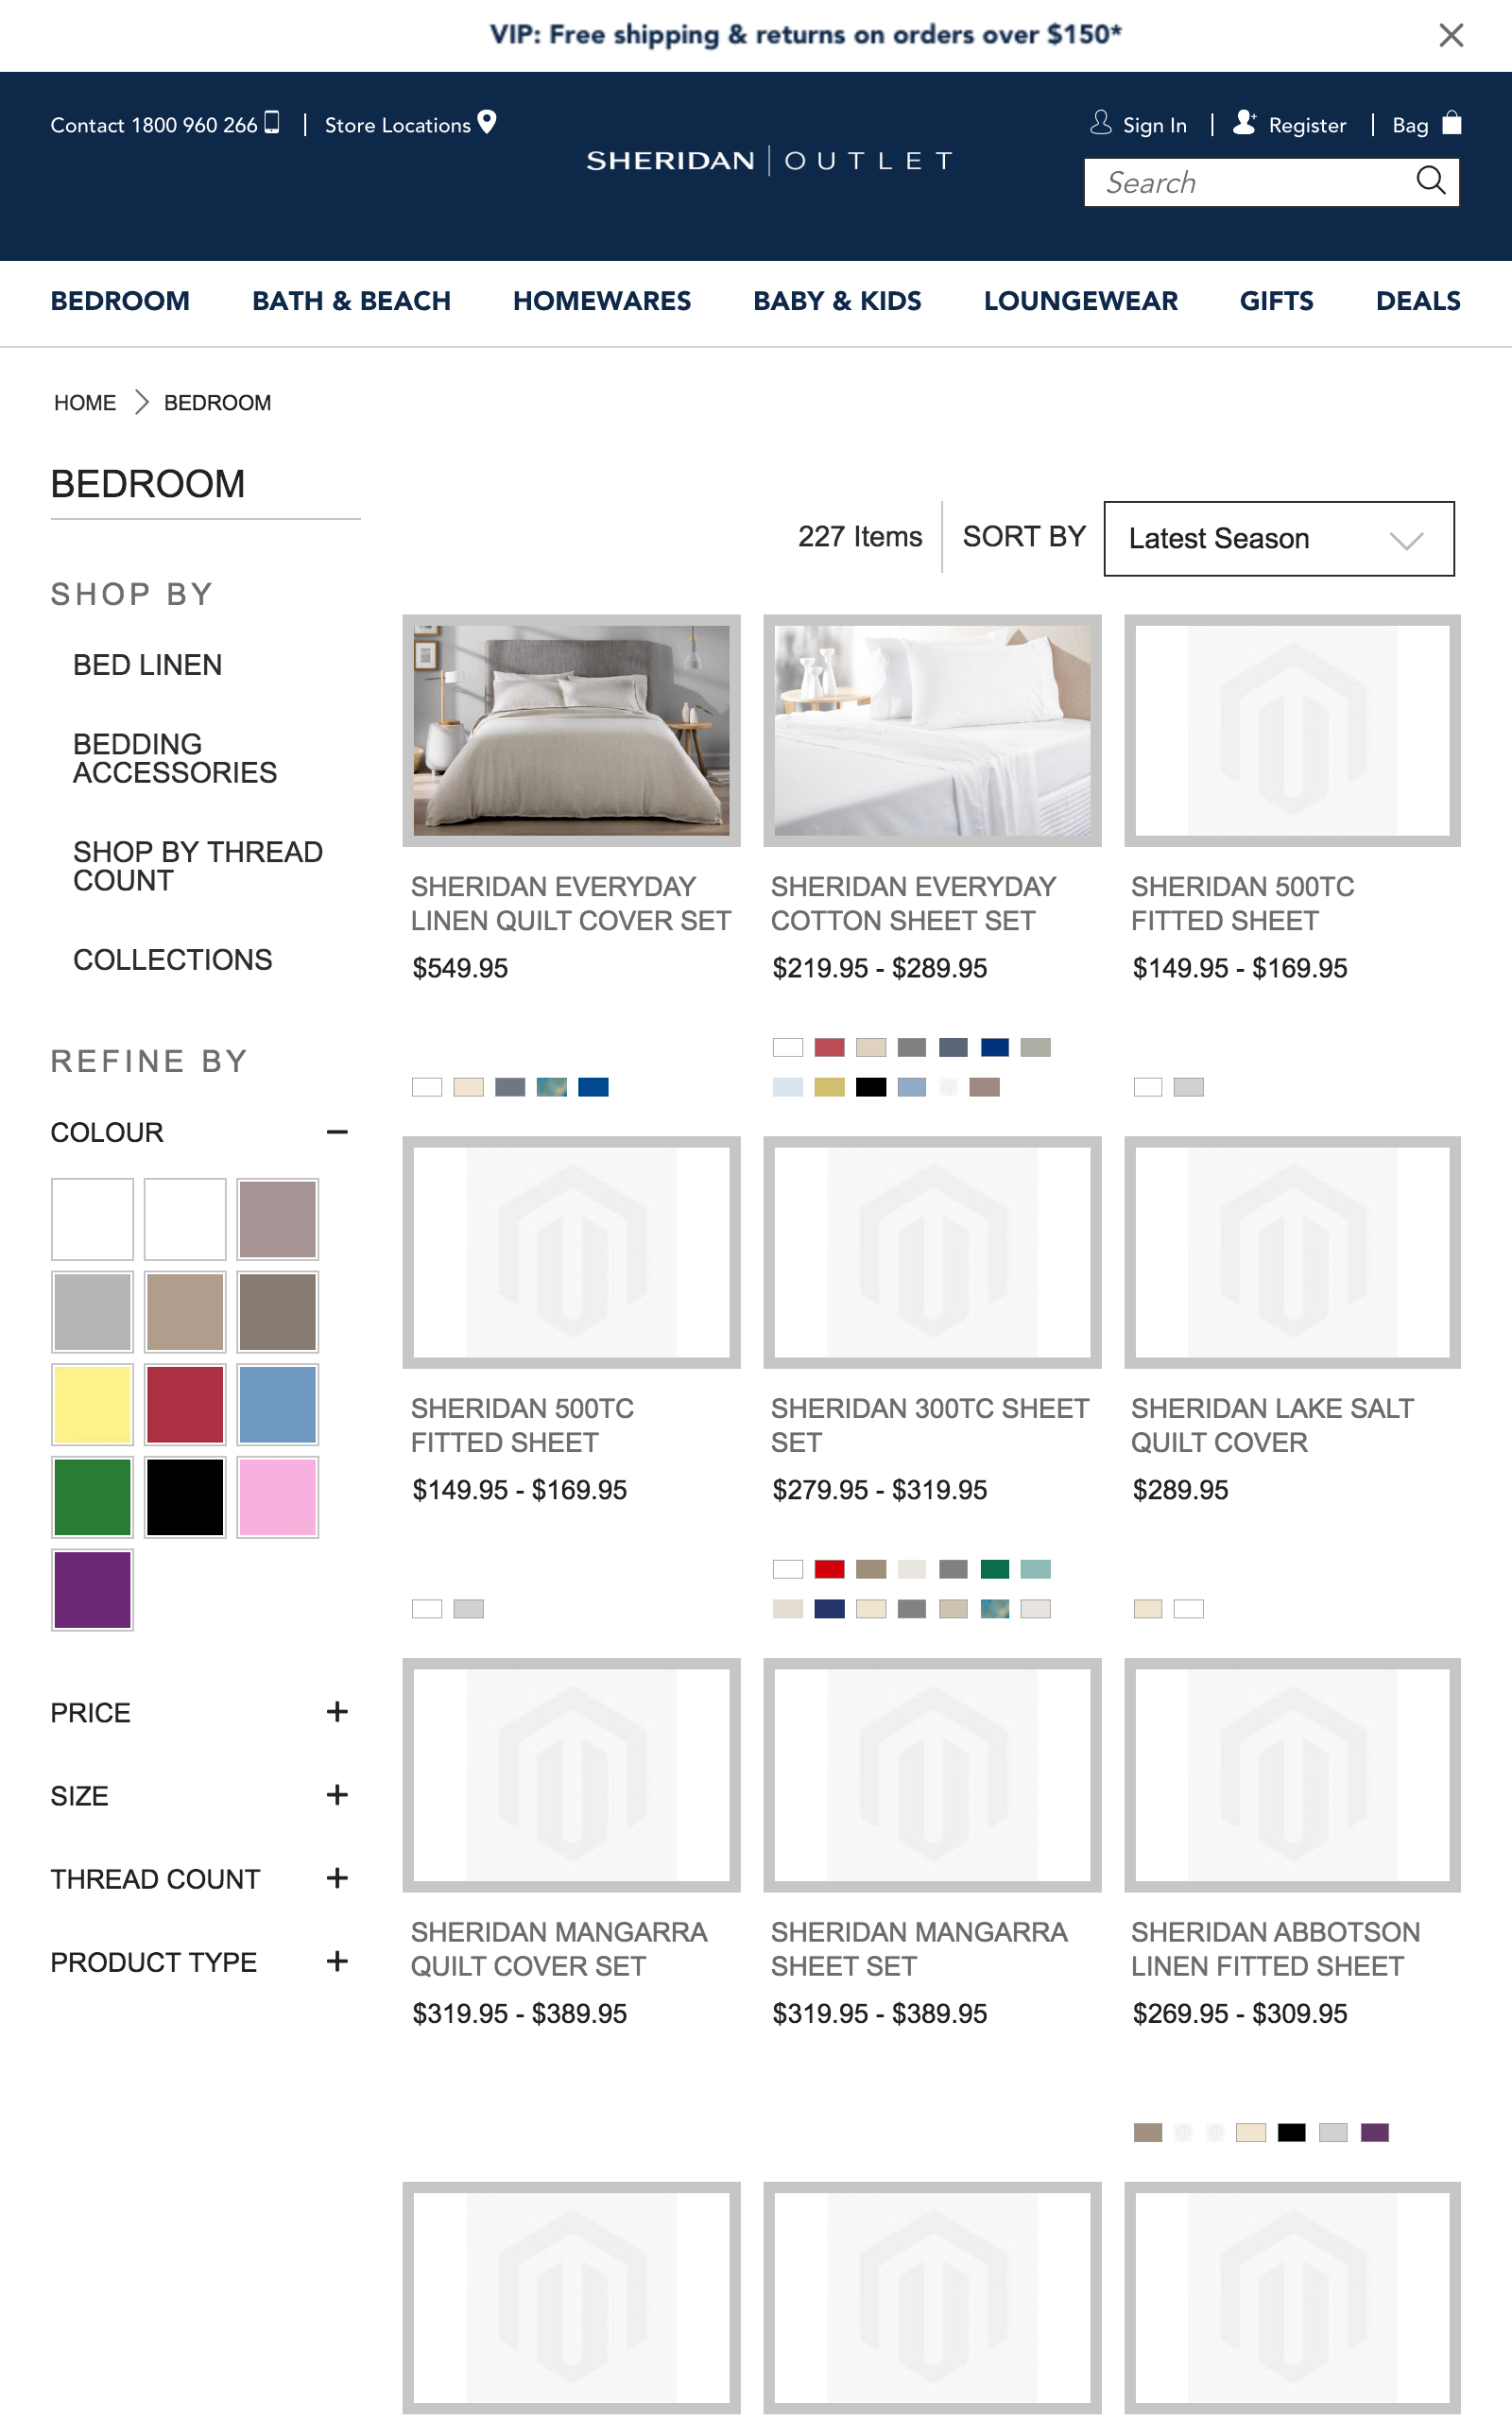 VIP: Free shipping & returns on orders over $150*
Contact 1800 960 266
Store Locations
Sign In
Register
Bag
SHERIDAN | OUTLET
Search
BEDROOM
BATH & BEACH
HOMEWARES
BABY & KIDS
LOUNGEWEAR
GIFTS
DEALS
HOME
BEDROOM
BEDROOM
227 Items
SORT BY
Latest Season
SHOP BY
BED LINEN
BEDDING
ACCESSORIES
SHOP BY THREAD
COUNT
COLLECTIONS
REFINE BY
COLOUR
PRICE
SIZE
THREAD COUNT
PRODUCT TYPE
SHERIDAN EVERYDAY
LINEN QUILT COVER SET
$549.95
SHERIDAN EVERYDAY
COTTON SHEET SET
$219.95 - $289.95
SHERIDAN 500TC
FITTED SHEET
$149.95 - $169.95
SHERIDAN 500TC
FITTED SHEET
$149.95 - $169.95
SHERIDAN 300TC SHEET
SET
$279.95 - $319.95
SHERIDAN LAKE SALT
QUILT COVER
$289.95
SHERIDAN MANGARRA
QUILT COVER SET
$319.95 - $389.95
SHERIDAN MANGARRA
SHEET SET
$319.95 - $389.95
SHERIDAN ABBOTSON
LINEN FITTED SHEET
$269.95 - $309.95